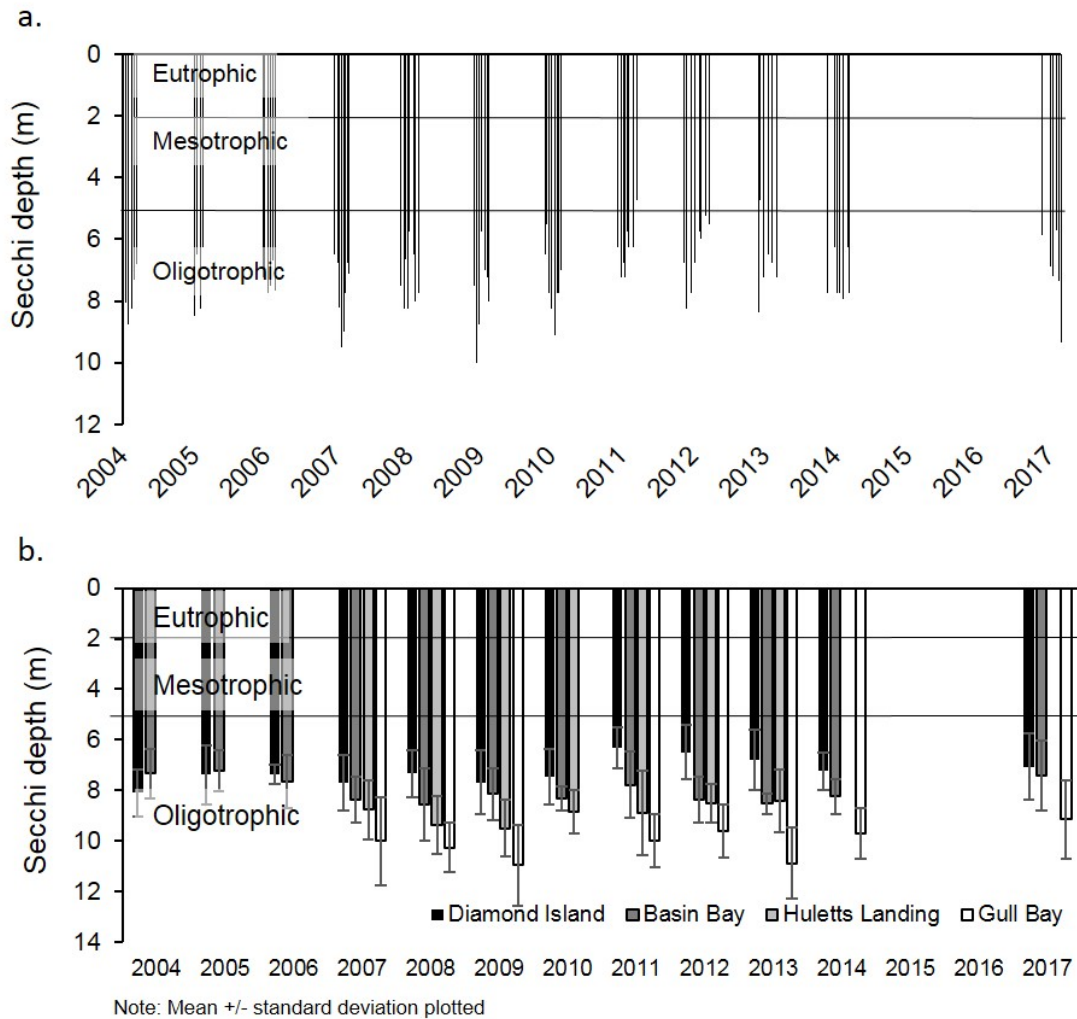 a.
0
2
4
6
8
10
12
Secchi depth (m)
Eutrophic
Mesotrophic
Oligotrophic
2004 2005 2006 2007 2008 2009 2010 2011 2012 2013 2014 2015 2016 2017
b.
0
2
4
6
8
10
12
14
Secchi depth (m)
Eutrophic
Mesotrophic
Oligotrophic
Diamond Island Basin Bay Huletts Landing Gull Bay
2004 2005 2006 2007 2008 2009 2010 2011 2012 2013 2014 2015 2016 2017
Note: Mean +/- standard deviation plotted